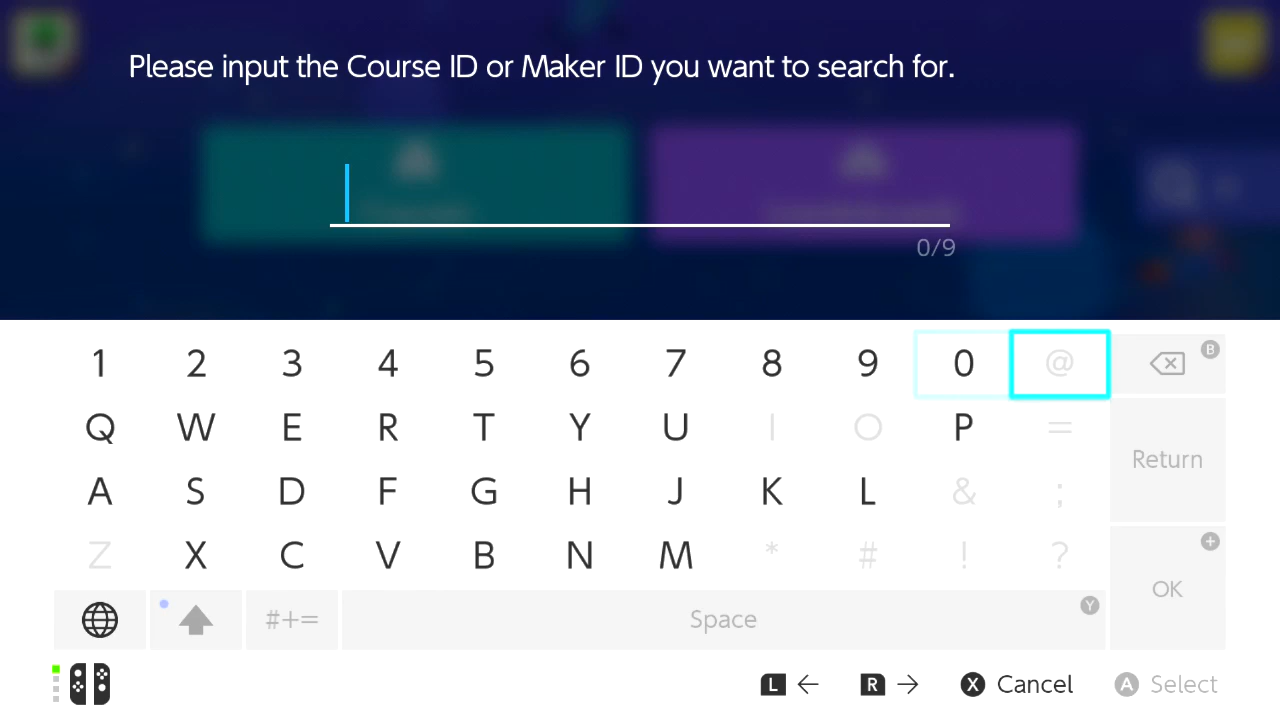 Please input the Course ID or Maker ID you want to search for.
0/9
1 2 3 4 5 6 7 8 9 0 @ B
Q W E R T Y U I O P =
Return
A S D F G H J K L & ;
Z X C V B N M * # ! ? +
OK
#+= Space Y
L ← R → X Cancel A Select